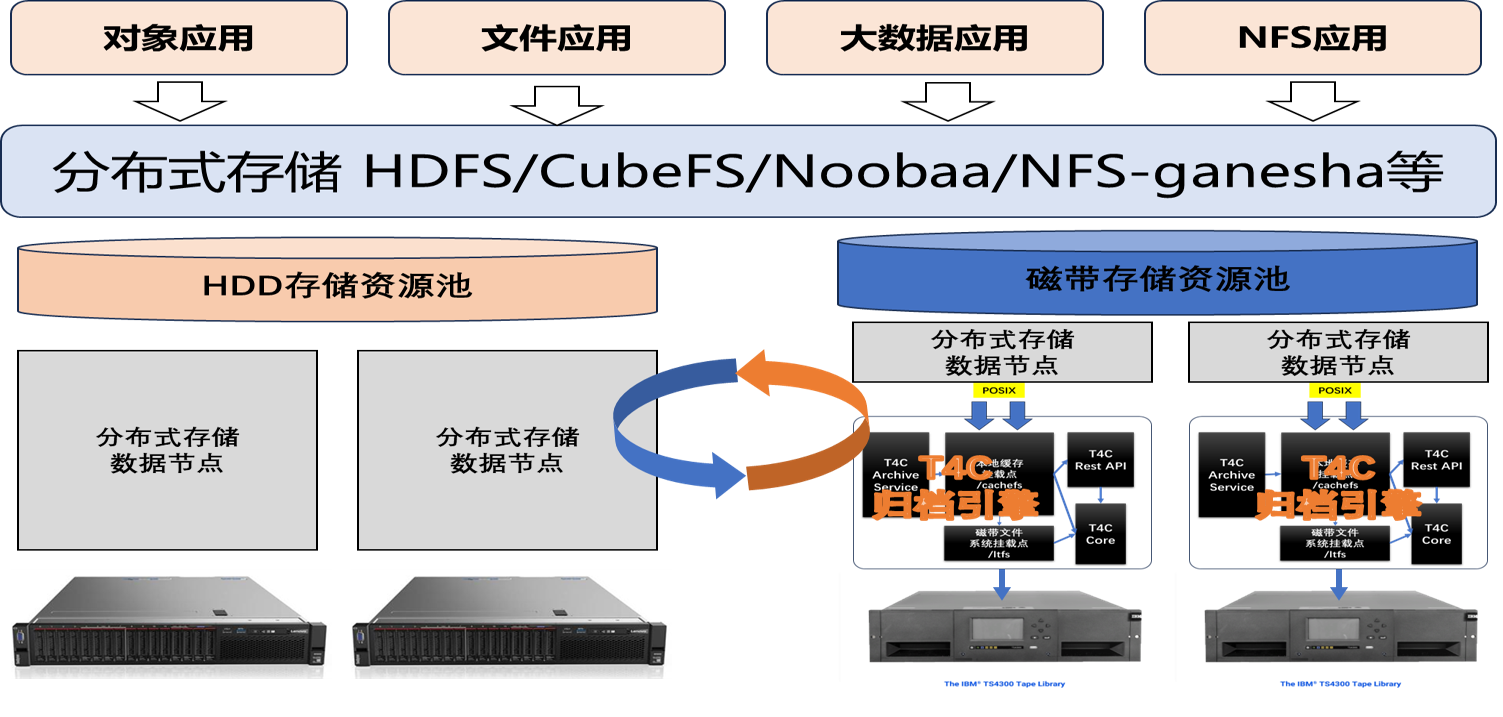 对象应用
文件应用
大数据应用
NFS应用
分布式存储 HDFS/CubeFS/Noobaa/NFS-ganesha等
HDD存储资源池
磁带存储资源池
分布式存储
数据节点
分布式存储
数据节点
分布式存储
数据节点
POSIX
T4C
Archive
Service
本地缓存
挂载点
/cachefs
T4C
Rest API
T4C
归档引擎
磁带文件
系统挂载点
/ltfs
T4C
Core
The IBM® TS4300 Tape Library
分布式存储
数据节点
POSIX
T4C
Archive
Service
挂载点
/cachefs
T4C
Rest API
T4C
归档引擎
磁带文件
系统挂载点
/ltfs
T4C
Core
The IBM® TS4300 Tape Library